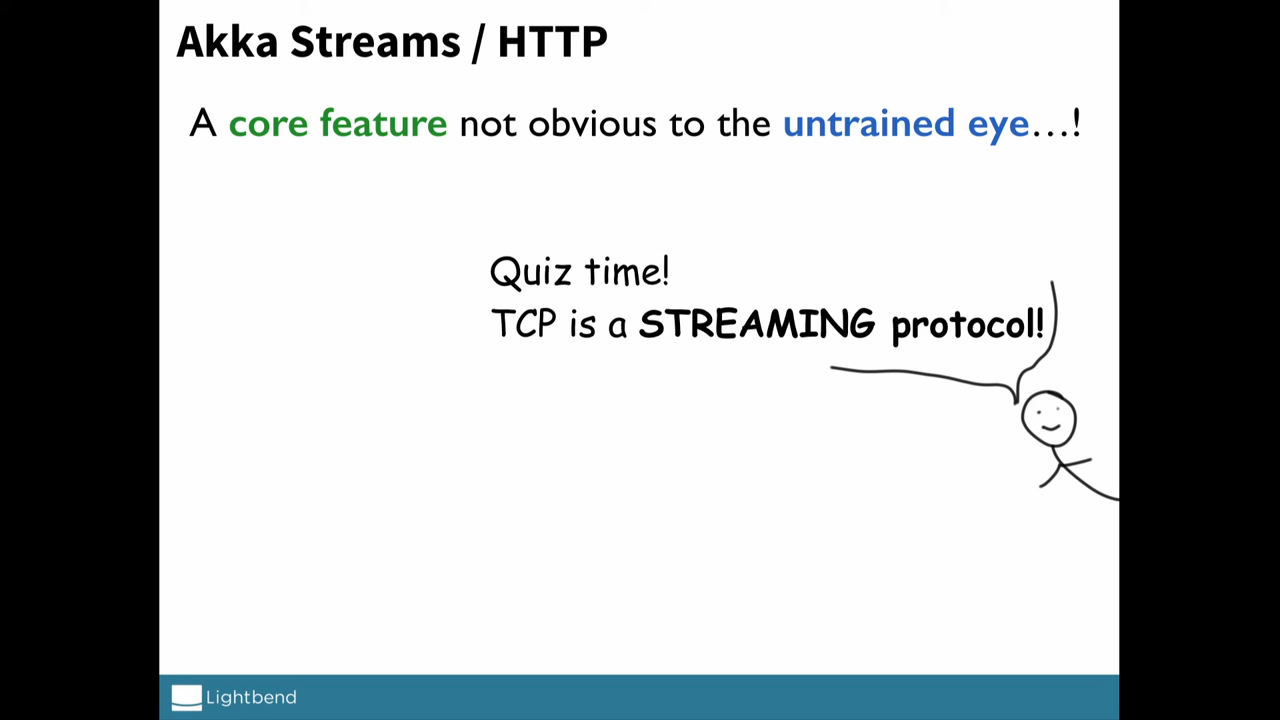 Akka Streams / HTTP
A core feature not obvious to the untrained eye…!
Quiz time!
TCP is a STREAMING protocol!
Lightbend